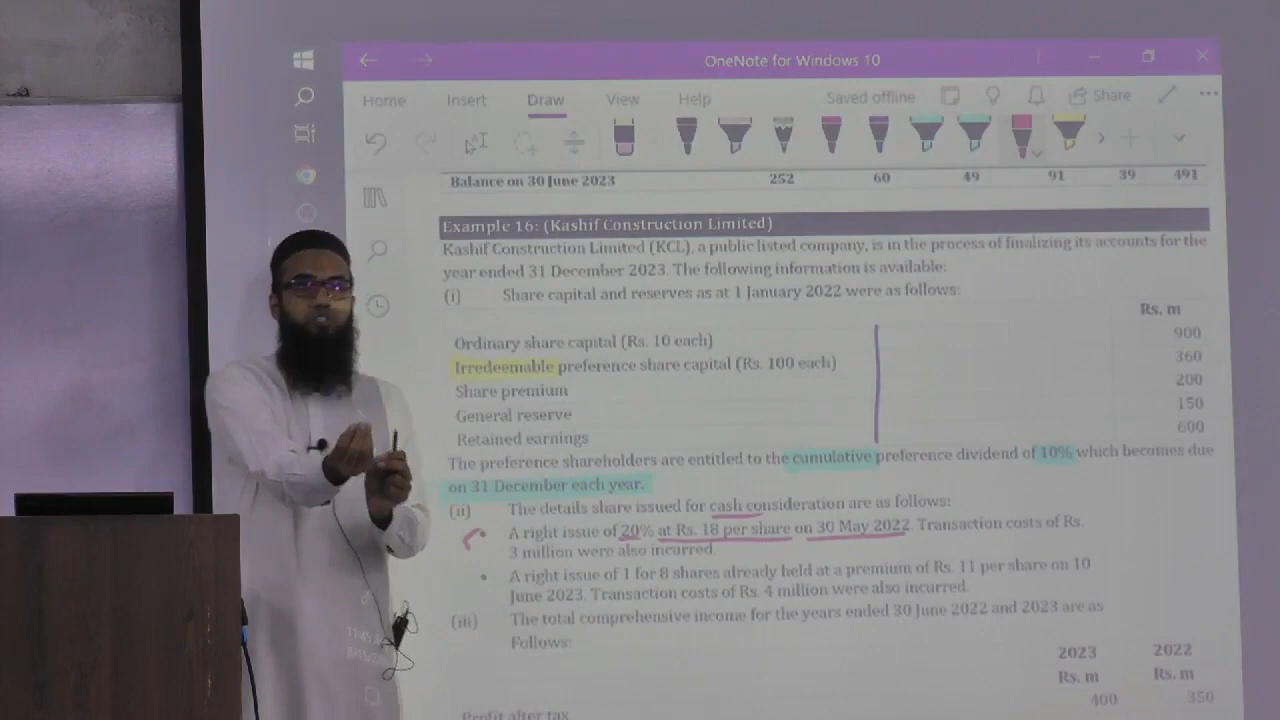 OneNote for Windows 10
Home Insert Draw View Help Saved offline Share
Balance on 30 June 2023 252 60 49 91 39 491
Example 16: (Kashif Construction Limited)
Kashif Construction Limited (KCL), a public listed company, is in the process of finalizing its accounts for the
year ended 31 December 2023. The following information is available:
(i) Share capital and reserves as at 1 January 2022 were as follows:
Rs. m
Ordinary share capital (Rs. 10 each) 900
Irredeemable preference share capital (Rs. 100 each) 360
Share premium 200
General reserve 150
Retained earnings 600
The preference shareholders are entitled to the cumulative preference dividend of 10% which becomes due
on 31 December each year.
(ii) The details share issued for cash consideration are as follows:
• A right issue of 20% at Rs. 18 per share on 30 May 2022. Transaction costs of Rs.
3 million were also incurred.
• A right issue of 1 for 8 shares already held at a premium of Rs. 11 per share on 10
June 2023. Transaction costs of Rs. 4 million were also incurred.
(iii) The total comprehensive income for the years ended 30 June 2022 and 2023 are as
Follows:
2023 2022
Rs. m Rs. m
Profit after tax 400 350